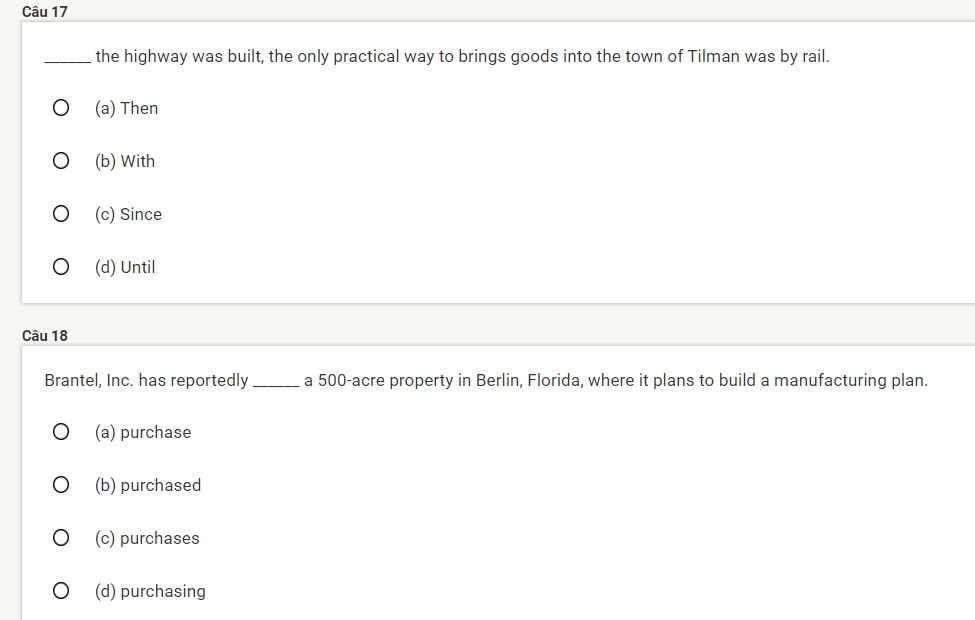 Câu 17
______ the highway was built, the only practical way to brings goods into the town of Tilman was by rail.
(a) Then
(b) With
(c) Since
(d) Until
Câu 18
Brantel, Inc. has reportedly ______ a 500-acre property in Berlin, Florida, where it plans to build a manufacturing plan.
(a) purchase
(b) purchased
(c) purchases
(d) purchasing